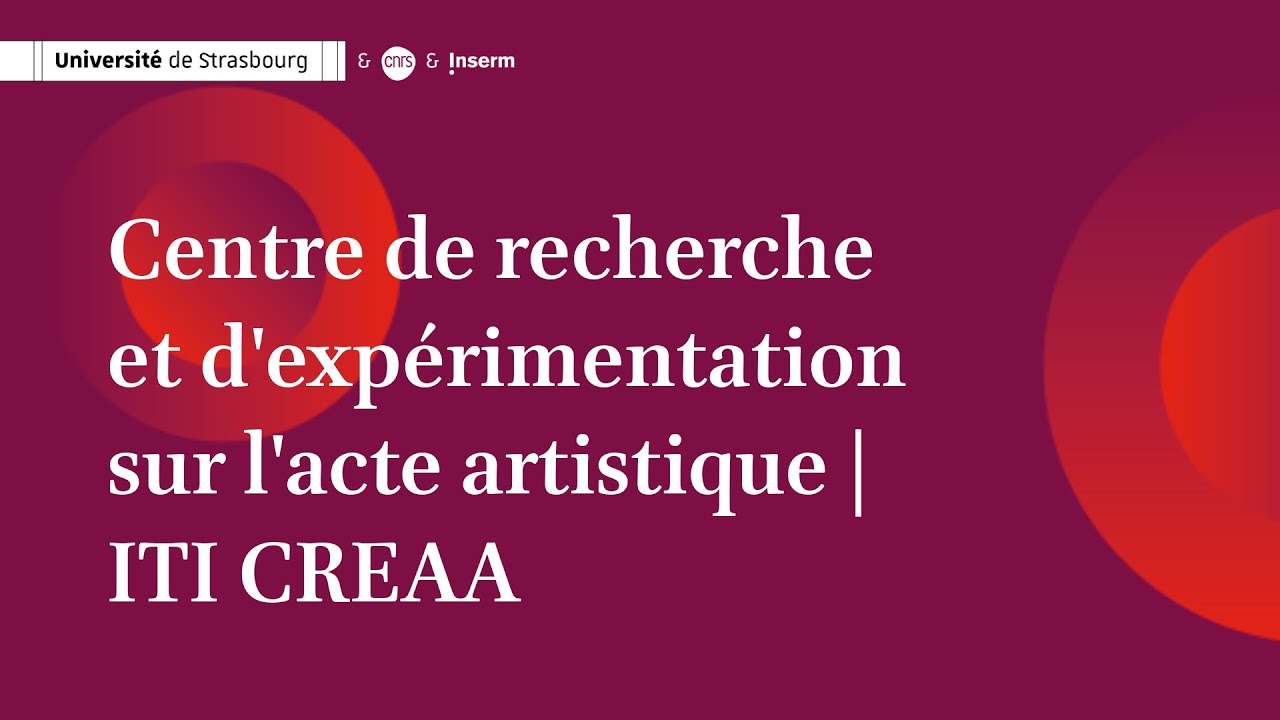 Université de Strasbourg & cnrs & Inserm
Centre de recherche
et d'expérimentation
sur l'acte artistique |
ITI CREAA